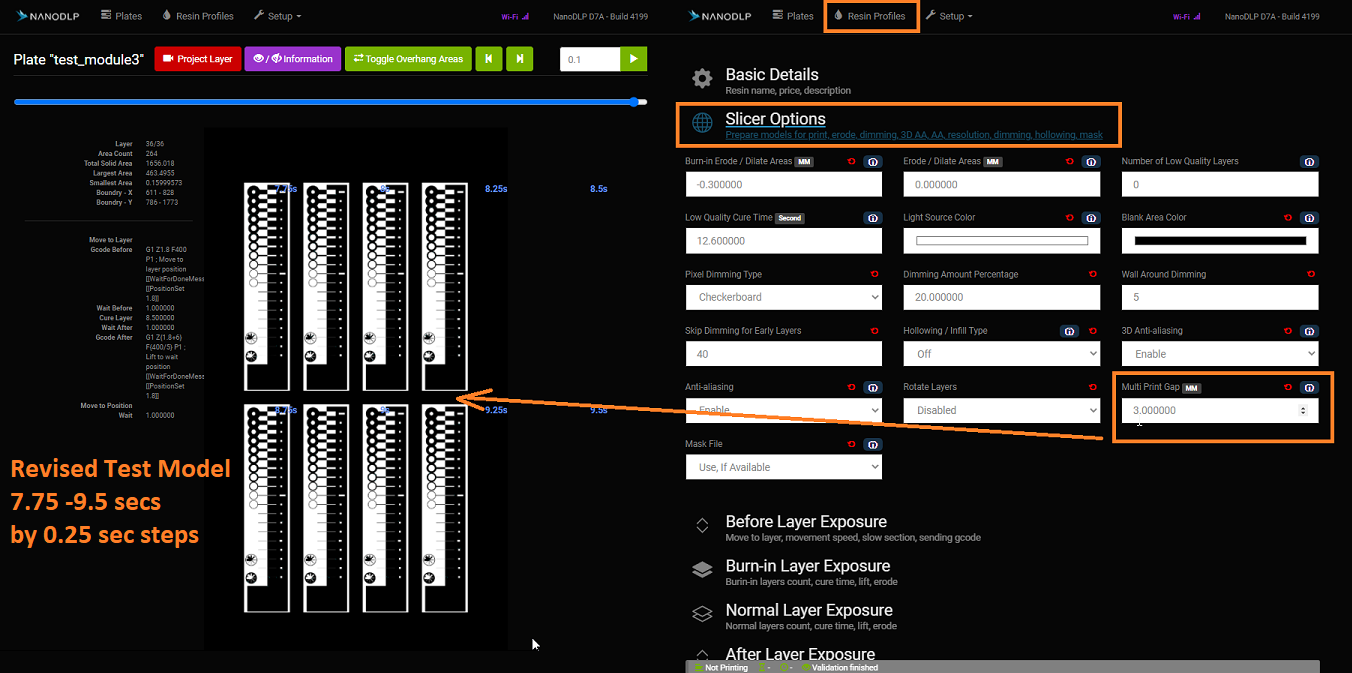 NANODLP
Plates
Resin Profiles
Setup
Wi-Fi
NanoDLP D7A - Build 4199
Plate "test_module3"
Project Layer
/ Information
Toggle Overhang Areas
0.1
Layer 36/36
Area Count 264
Total Solid Area 1656.018
Largest Area 463.4955
Smallest Area 0.15999573
Boundry - X 611 - 828
Boundry - Y 786 - 1773
Move to Layer
Gcode Before G1 Z1.8 F400
P1 ; Move to
layer position
[[WaitForDoneMess
[[PositionSet
1.8]]
Wait Before 1.000000
Cure Layer 8.500000
Wait After 1.000000
Gcode After G1 Z(1.8+6)
F(400/5) P1 ;
Lift to wait
position
[[WaitForDoneMess
[[PositionSet
1.8]]
Move to Position
Wait 1.000000
7.75s
8s
8.25s
8.5s
8.75s
9s
9.25s
9.5s
Revised Test Model
7.75 -9.5 secs
by 0.25 sec steps
NANODLP
Plates
Resin Profiles
Setup
Wi-Fi
NanoDLP D7A - Build 4199
Basic Details
Resin name, price, description
Slicer Options
Prepare models for print, erode, dimming, 3D AA, AA, resolution, dimming, hollowing, mask
Burn-in Erode / Dilate Areas MM
-0.300000
Erode / Dilate Areas MM
0.000000
Number of Low Quality Layers
0
Low Quality Cure Time Second
12.600000
Light Source Color
Blank Area Color
Pixel Dimming Type
Checkerboard
Dimming Amount Percentage
20.000000
Wall Around Dimming
5
Skip Dimming for Early Layers
40
Hollowing / Infill Type
Off
3D Anti-aliasing
Enable
Anti-aliasing
Enable
Rotate Layers
Disabled
Multi Print Gap MM
3.000000
Mask File
Use, If Available
Before Layer Exposure
Move to layer, movement speed, slow section, sending gcode
Burn-in Layer Exposure
Burin-in layers count, cure time, lift, erode
Normal Layer Exposure
Normal layers count, cure time, lift, erode
After Layer Exposure
Not Printing
Validation finished